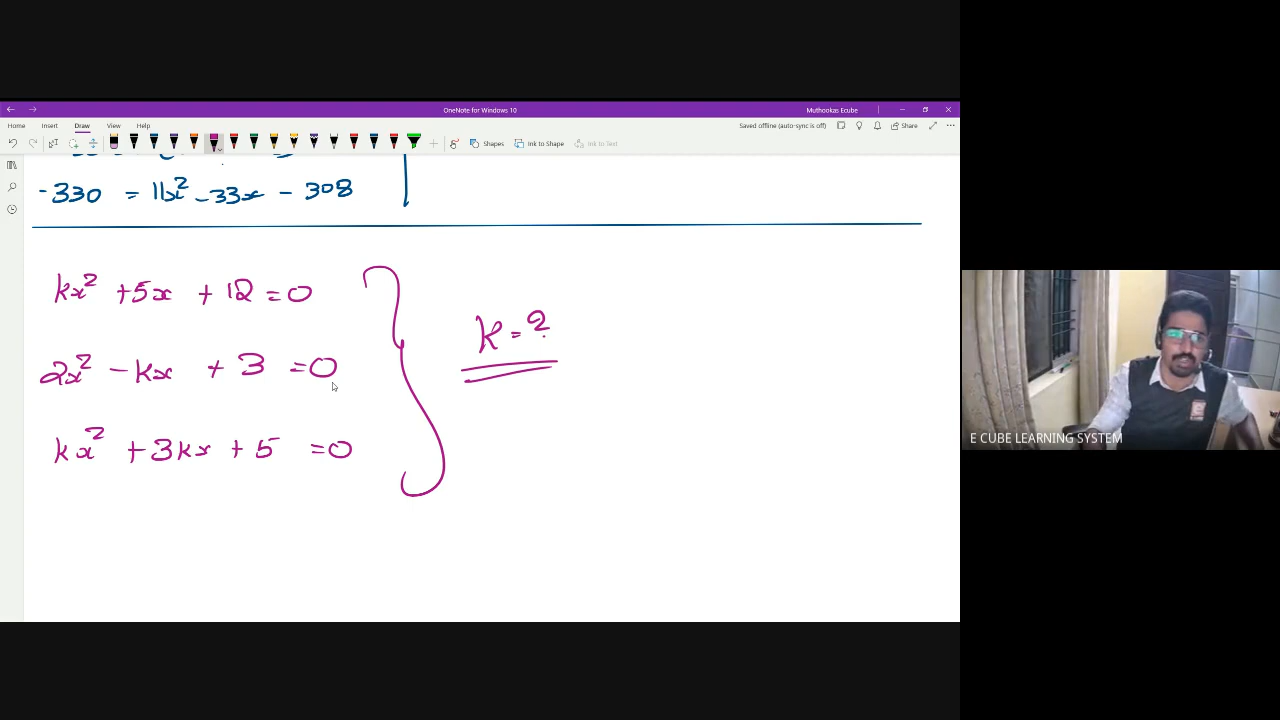 OneNote for Windows 10
Muthookas Ecube
Home Insert Draw View Help
Saved offline (auto-sync is off)
Share
Shapes
Ink to Shape
Ink to Text
-330 = 11x² - 33x - 308
kx² + 5x + 12 = 0
2x² - kx + 3 = 0
kx² + 3kx + 5 = 0
K = ?
E CUBE LEARNING SYSTEM